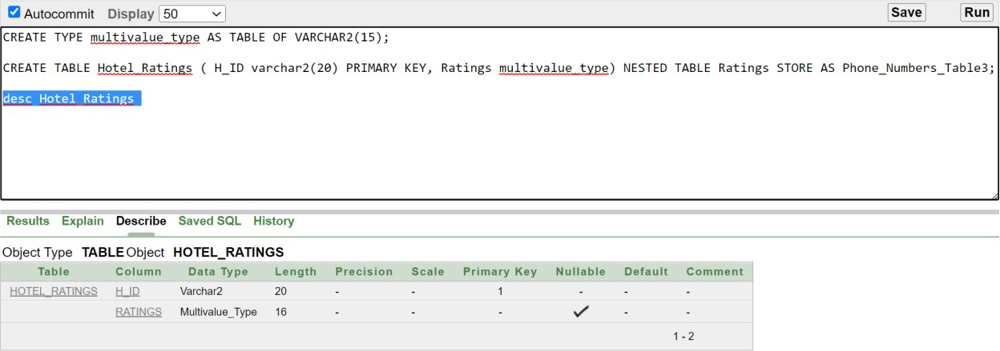 Autocommit Display 50 Save Run
CREATE TYPE multivalue_type AS TABLE OF VARCHAR2(15);
CREATE TABLE Hotel_Ratings ( H_ID varchar2(20) PRIMARY KEY, Ratings multivalue_type) NESTED TABLE Ratings STORE AS Phone_Numbers_Table3;
desc Hotel_Ratings
Results Explain Describe Saved SQL History
Object Type TABLE Object HOTEL_RATINGS
Table Column Data Type Length Precision Scale Primary Key Nullable Default Comment
HOTEL_RATINGS H_ID Varchar2 20 - - 1 - - -
RATINGS Multivalue_Type 16 - - - ✓ - -
1 - 2